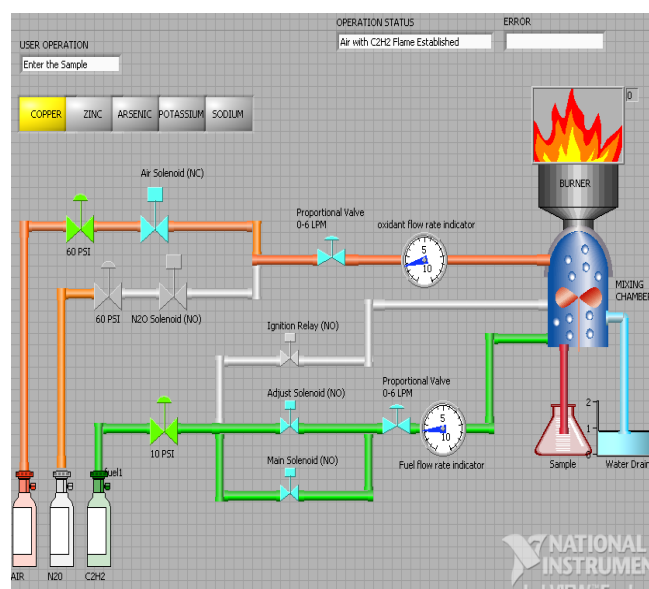 OPERATION STATUS
ERROR
USER OPERATION
Air with C2H2 Flame Established
Enter the Sample
COPPER
ZINC
ARSENIC
POTASSIUM
SODIUM
0
BURNER
Air Solenoid (NC)
Proportional Valve
0-6 LPM
oxidant flow rate indicator
5
10
60 PSI
MIXING
CHAMBER
60 PSI
N2O Solenoid (NO)
Ignition Relay (NO)
Adjust Solenoid (NO)
Proportional Valve
0-6 LPM
5
10
10 PSI
Fuel flow rate indicator
Main Solenoid (NO)
2
1
0
Sample
Water Drain
fuel1
AIR
N20
C2H2
NATIONAL
INSTRUMEN